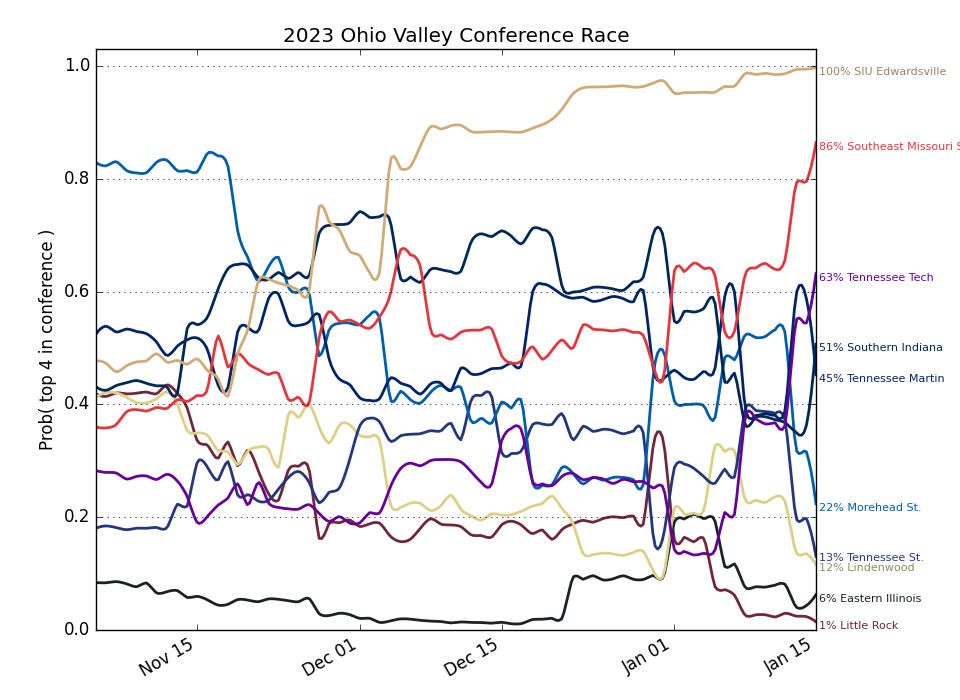 2023 Ohio Valley Conference Race
Prob( top 4 in conference )
1.0
0.8
0.6
0.4
0.2
0.0
Nov 15
Dec 01
Dec 15
Jan 01
Jan 15
100% SIU Edwardsville
86% Southeast Missouri S
63% Tennessee Tech
51% Southern Indiana
45% Tennessee Martin
22% Morehead St.
13% Tennessee St.
12% Lindenwood
6% Eastern Illinois
1% Little Rock